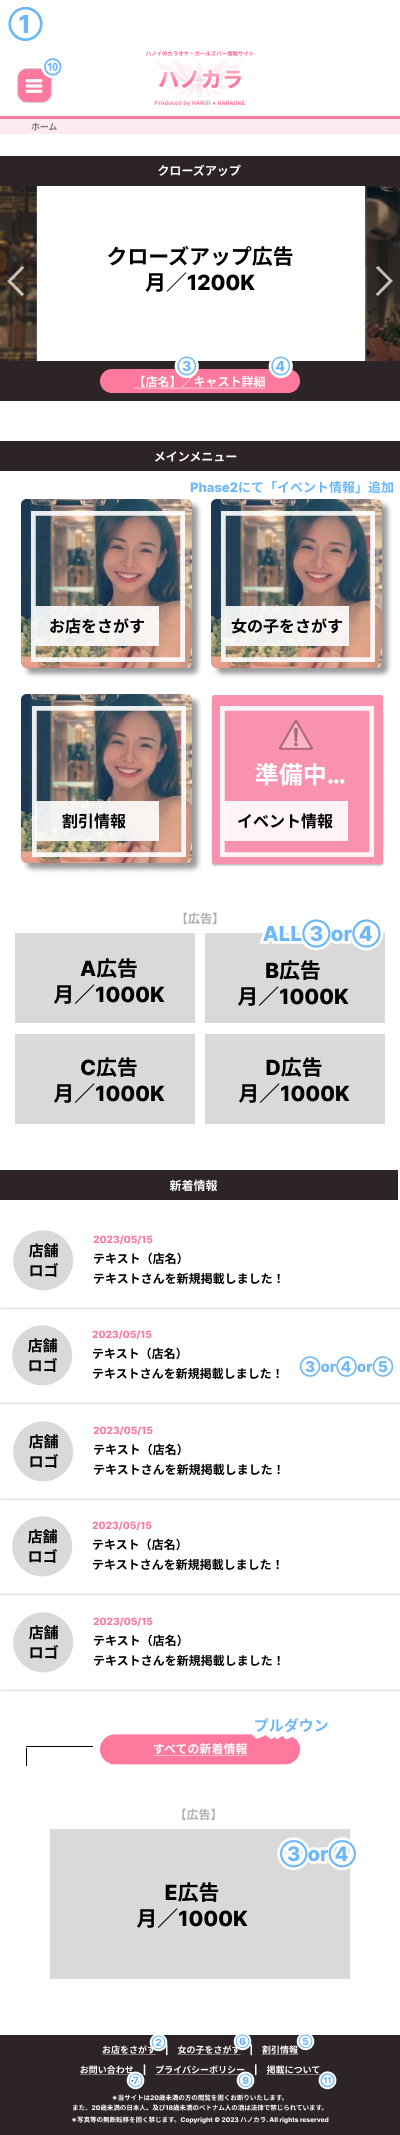 ①
ハノイのカラオケ・ガールズバー情報サイト
ハノカラ
Produced by HANOI × KARAOKE
⑩
ホーム
クローズアップ
クローズアップ広告
月／1200K
③ ④
【店名】／キャスト詳細
メインメニュー
Phase2にて「イベント情報」追加
お店をさがす
女の子をさがす
割引情報
準備中...
イベント情報
【広告】
ALL③or④
A広告
月／1000K
B広告
月／1000K
C広告
月／1000K
D広告
月／1000K
新着情報
店舗
ロゴ
2023/05/15
テキスト（店名）
テキストさんを新規掲載しました！
店舗
ロゴ
2023/05/15
テキスト（店名）
テキストさんを新規掲載しました！
③or④or⑤
店舗
ロゴ
2023/05/15
テキスト（店名）
テキストさんを新規掲載しました！
店舗
ロゴ
2023/05/15
テキスト（店名）
テキストさんを新規掲載しました！
店舗
ロゴ
2023/05/15
テキスト（店名）
テキストさんを新規掲載しました！
プルダウン
すべての新着情報
【広告】
③or④
E広告
月／1000K
お店をさがす② | 女の子をさがす⑥ | 割引情報⑤
お問い合わせ⑦ | プライバシーポリシー⑨ | 掲載について⑪
※当サイトは20歳未満の方の閲覧を固くお断りいたします。
また、20歳未満の日本人、及び18歳未満のベトナム人の酒は法律で禁じられています。
※写真等の無断転移を固く禁じます。Copyright © 2023 ハノカラ. All rights reserved